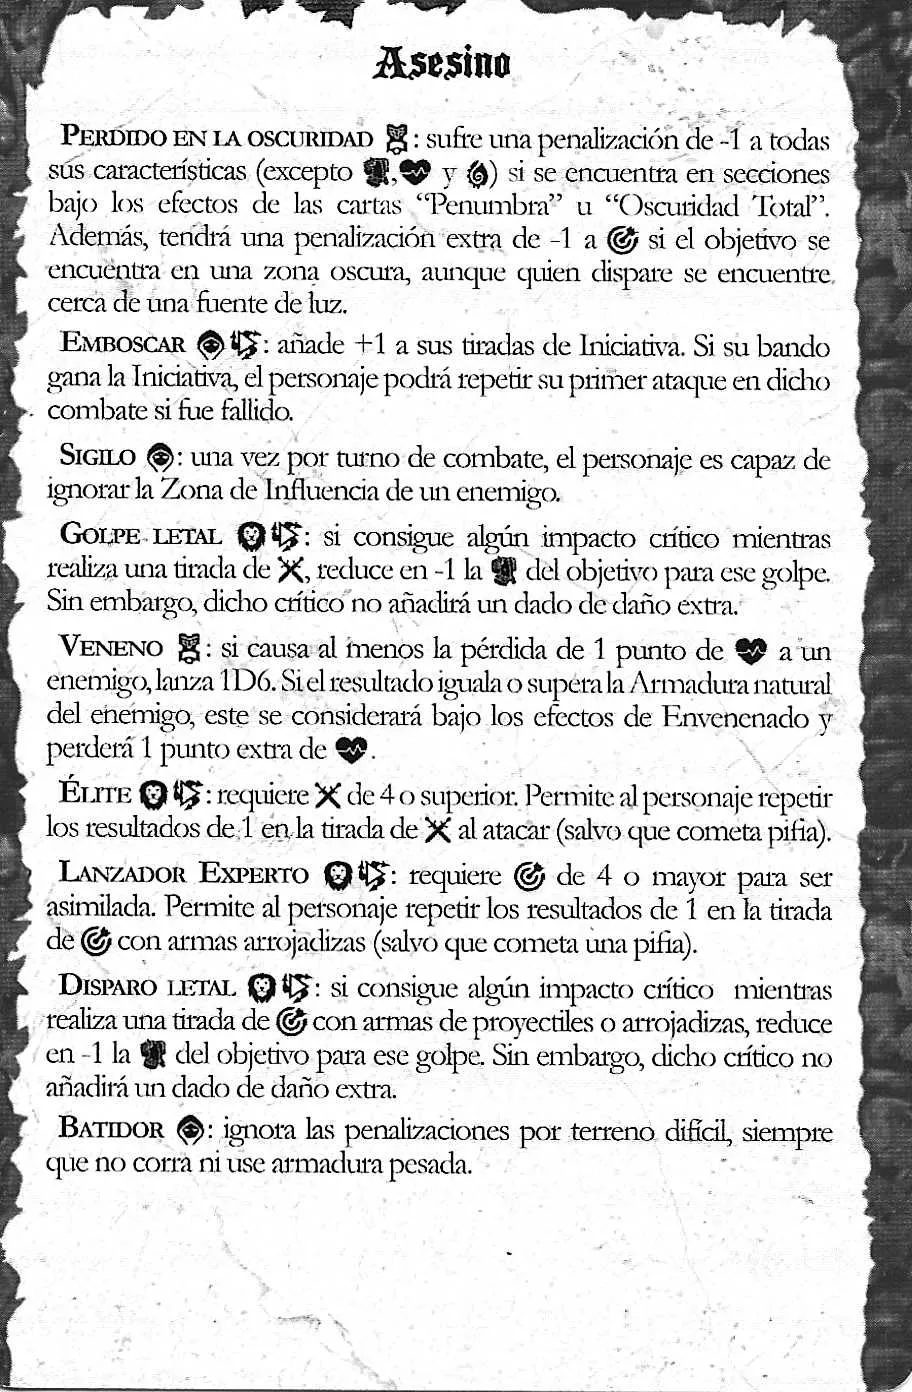 Asesino
PERDIDO EN LA OSCURIDAD : sufre una penalización de -1 a todas
sus características (excepto , y ) si se encuentra en secciones
bajo los efectos de las cartas “Penumbra” u “Oscuridad Total”.
Además, tendrá una penalización extra de -1 a si el objetivo se
encuentra en una zona oscura, aunque quien dispare se encuentre
cerca de una fuente de luz.
EMBOSCAR : añade +1 a sus tiradas de Iniciativa. Si su bando
gana la Iniciativa, el personaje podrá repetir su primer ataque en dicho
combate si fue fallido.
SIGILO : una vez por turno de combate, el personaje es capaz de
ignorar la Zona de Influencia de un enemigo.
GOLPE LETAL : si consigue algún impacto crítico mientras
realiza una tirada de , reduce en -1 la del objetivo para ese golpe.
Sin embargo, dicho crítico no añadirá un dado de daño extra.
VENENO : si causa al menos la pérdida de 1 punto de a un
enemigo, lanza 1D6. Si el resultado iguala o supera la Armadura natural
del enemigo, este se considerará bajo los efectos de Envenenado y
perderá 1 punto extra de .
ÉLITE : requiere de 4 o superior. Permite al personaje repetir
los resultados de 1 en la tirada de al atacar (salvo que cometa pifia).
LANZADOR EXPERTO : requiere de 4 o mayor para ser
asimilada. Permite al personaje repetir los resultados de 1 en la tirada
de con armas arrojadizas (salvo que cometa una pifia).
DISPARO LETAL : si consigue algún impacto crítico mientras
realiza una tirada de con armas de proyectiles o arrojadizas, reduce
en -1 la del objetivo para ese golpe. Sin embargo, dicho crítico no
añadirá un dado de daño extra.
BATIDOR : ignora las penalizaciones por terreno difícil, siempre
que no corra ni use armadura pesada.